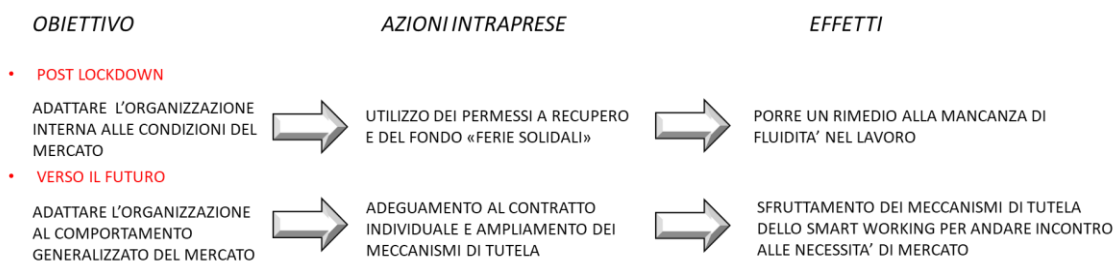 OBIETTIVO
AZIONI INTRAPRESE
EFFETTI
• POST LOCKDOWN
ADATTARE L'ORGANIZZAZIONE
INTERNA ALLE CONDIZIONI DEL
MERCATO
UTILIZZO DEI PERMESSI A RECUPERO
E DEL FONDO «FERIE SOLIDALI»
PORRE UN RIMEDIO ALLA MANCANZA DI
FLUIDITA' NEL LAVORO
• VERSO IL FUTURO
ADATTARE L'ORGANIZZAZIONE
AL COMPORTAMENTO
GENERALIZZATO DEL MERCATO
ADEGUAMENTO AL CONTRATTO
INDIVIDUALE E AMPLIAMENTO DEI
MECCANISMI DI TUTELA
SFRUTTAMENTO DEI MECCANISMI DI TUTELA
DELLO SMART WORKING PER ANDARE INCONTRO
ALLE NECESSITA' DI MERCATO